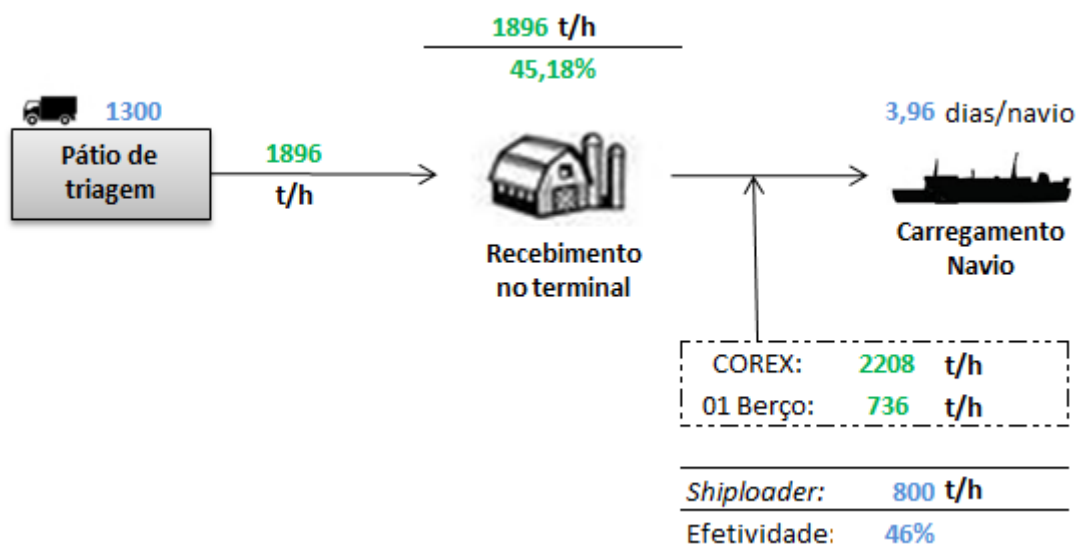 1896 t/h
45,18%
1300
3,96 dias/navio
Pátio de
triagem
1896
t/h
Recebimento
no terminal
Carregamento
Navio
COREX: 2208 t/h
01 Berço: 736 t/h
Shiploader: 800 t/h
Efetividade: 46%